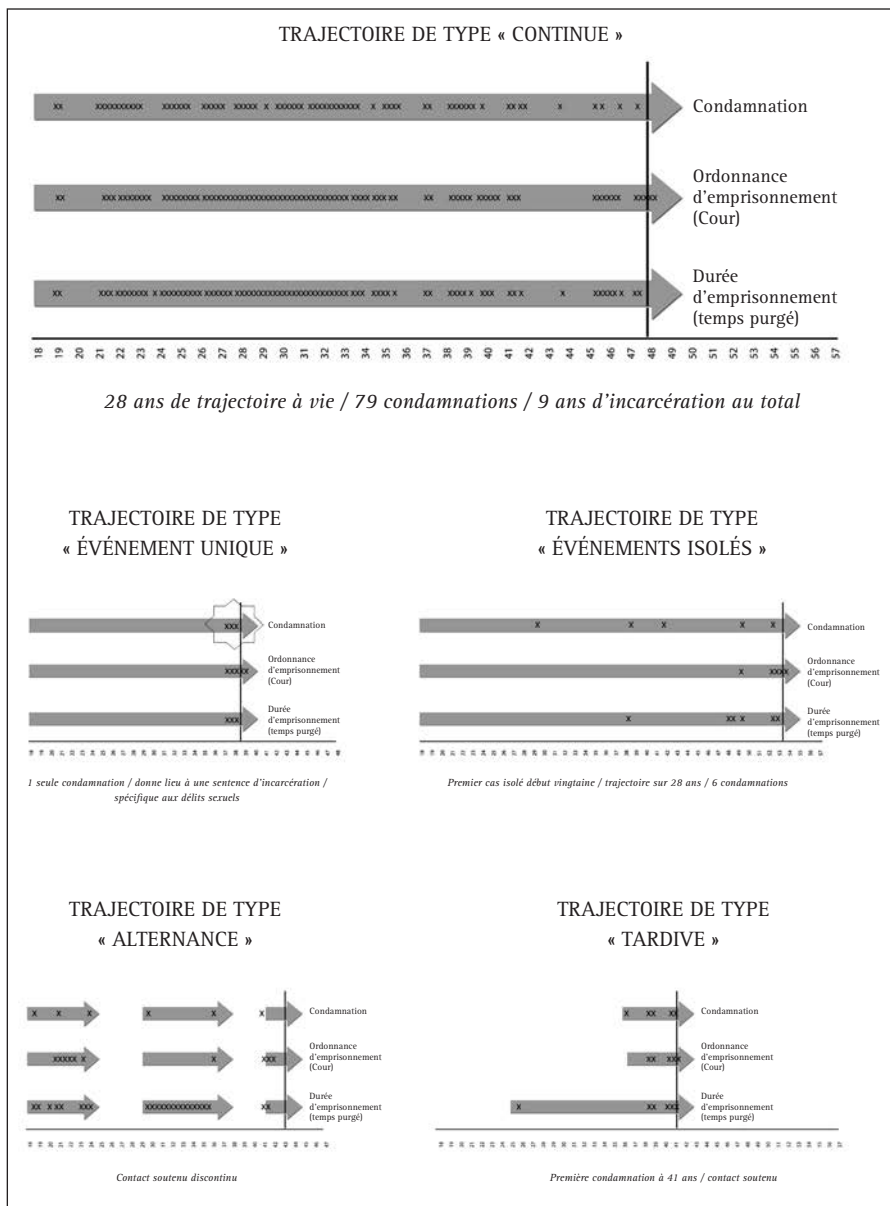 TRAJECTOIRE DE TYPE « CONTINUE »
Condamnation
Ordonnance
d'emprisonnement
(Cour)
Durée
d'emprisonnement
(temps purgé)
18 19 20 21 22 23 24 25 26 27 28 29 30 31 32 33 34 35 36 37 38 39 40 41 42 43 44 45 46 47 48 49 50 51 52 53 54 55 56 57
28 ans de trajectoire à vie / 79 condamnations / 9 ans d'incarcération au total
TRAJECTOIRE DE TYPE
« ÉVÉNEMENT UNIQUE »
Condamnation
Ordonnance
d'emprisonnement
(Cour)
Durée
d'emprisonnement
(temps purgé)
1 seule condamnation / donne lieu à une sentence d'incarcération /
spécifique aux délits sexuels
TRAJECTOIRE DE TYPE
« ÉVÉNEMENTS ISOLÉS »
Condamnation
Ordonnance
d'emprisonnement
(Cour)
Durée
d'emprisonnement
(temps purgé)
Premier cas isolé début vingtaine / trajectoire sur 28 ans / 6 condamnations
TRAJECTOIRE DE TYPE
« ALTERNANCE »
Condamnation
Ordonnance
d'emprisonnement
(Cour)
Durée
d'emprisonnement
(temps purgé)
Contact soutenu discontinu
TRAJECTOIRE DE TYPE
« TARDIVE »
Condamnation
Ordonnance
d'emprisonnement
(Cour)
Durée
d'emprisonnement
(temps purgé)
Première condamnation à 41 ans / contact soutenu